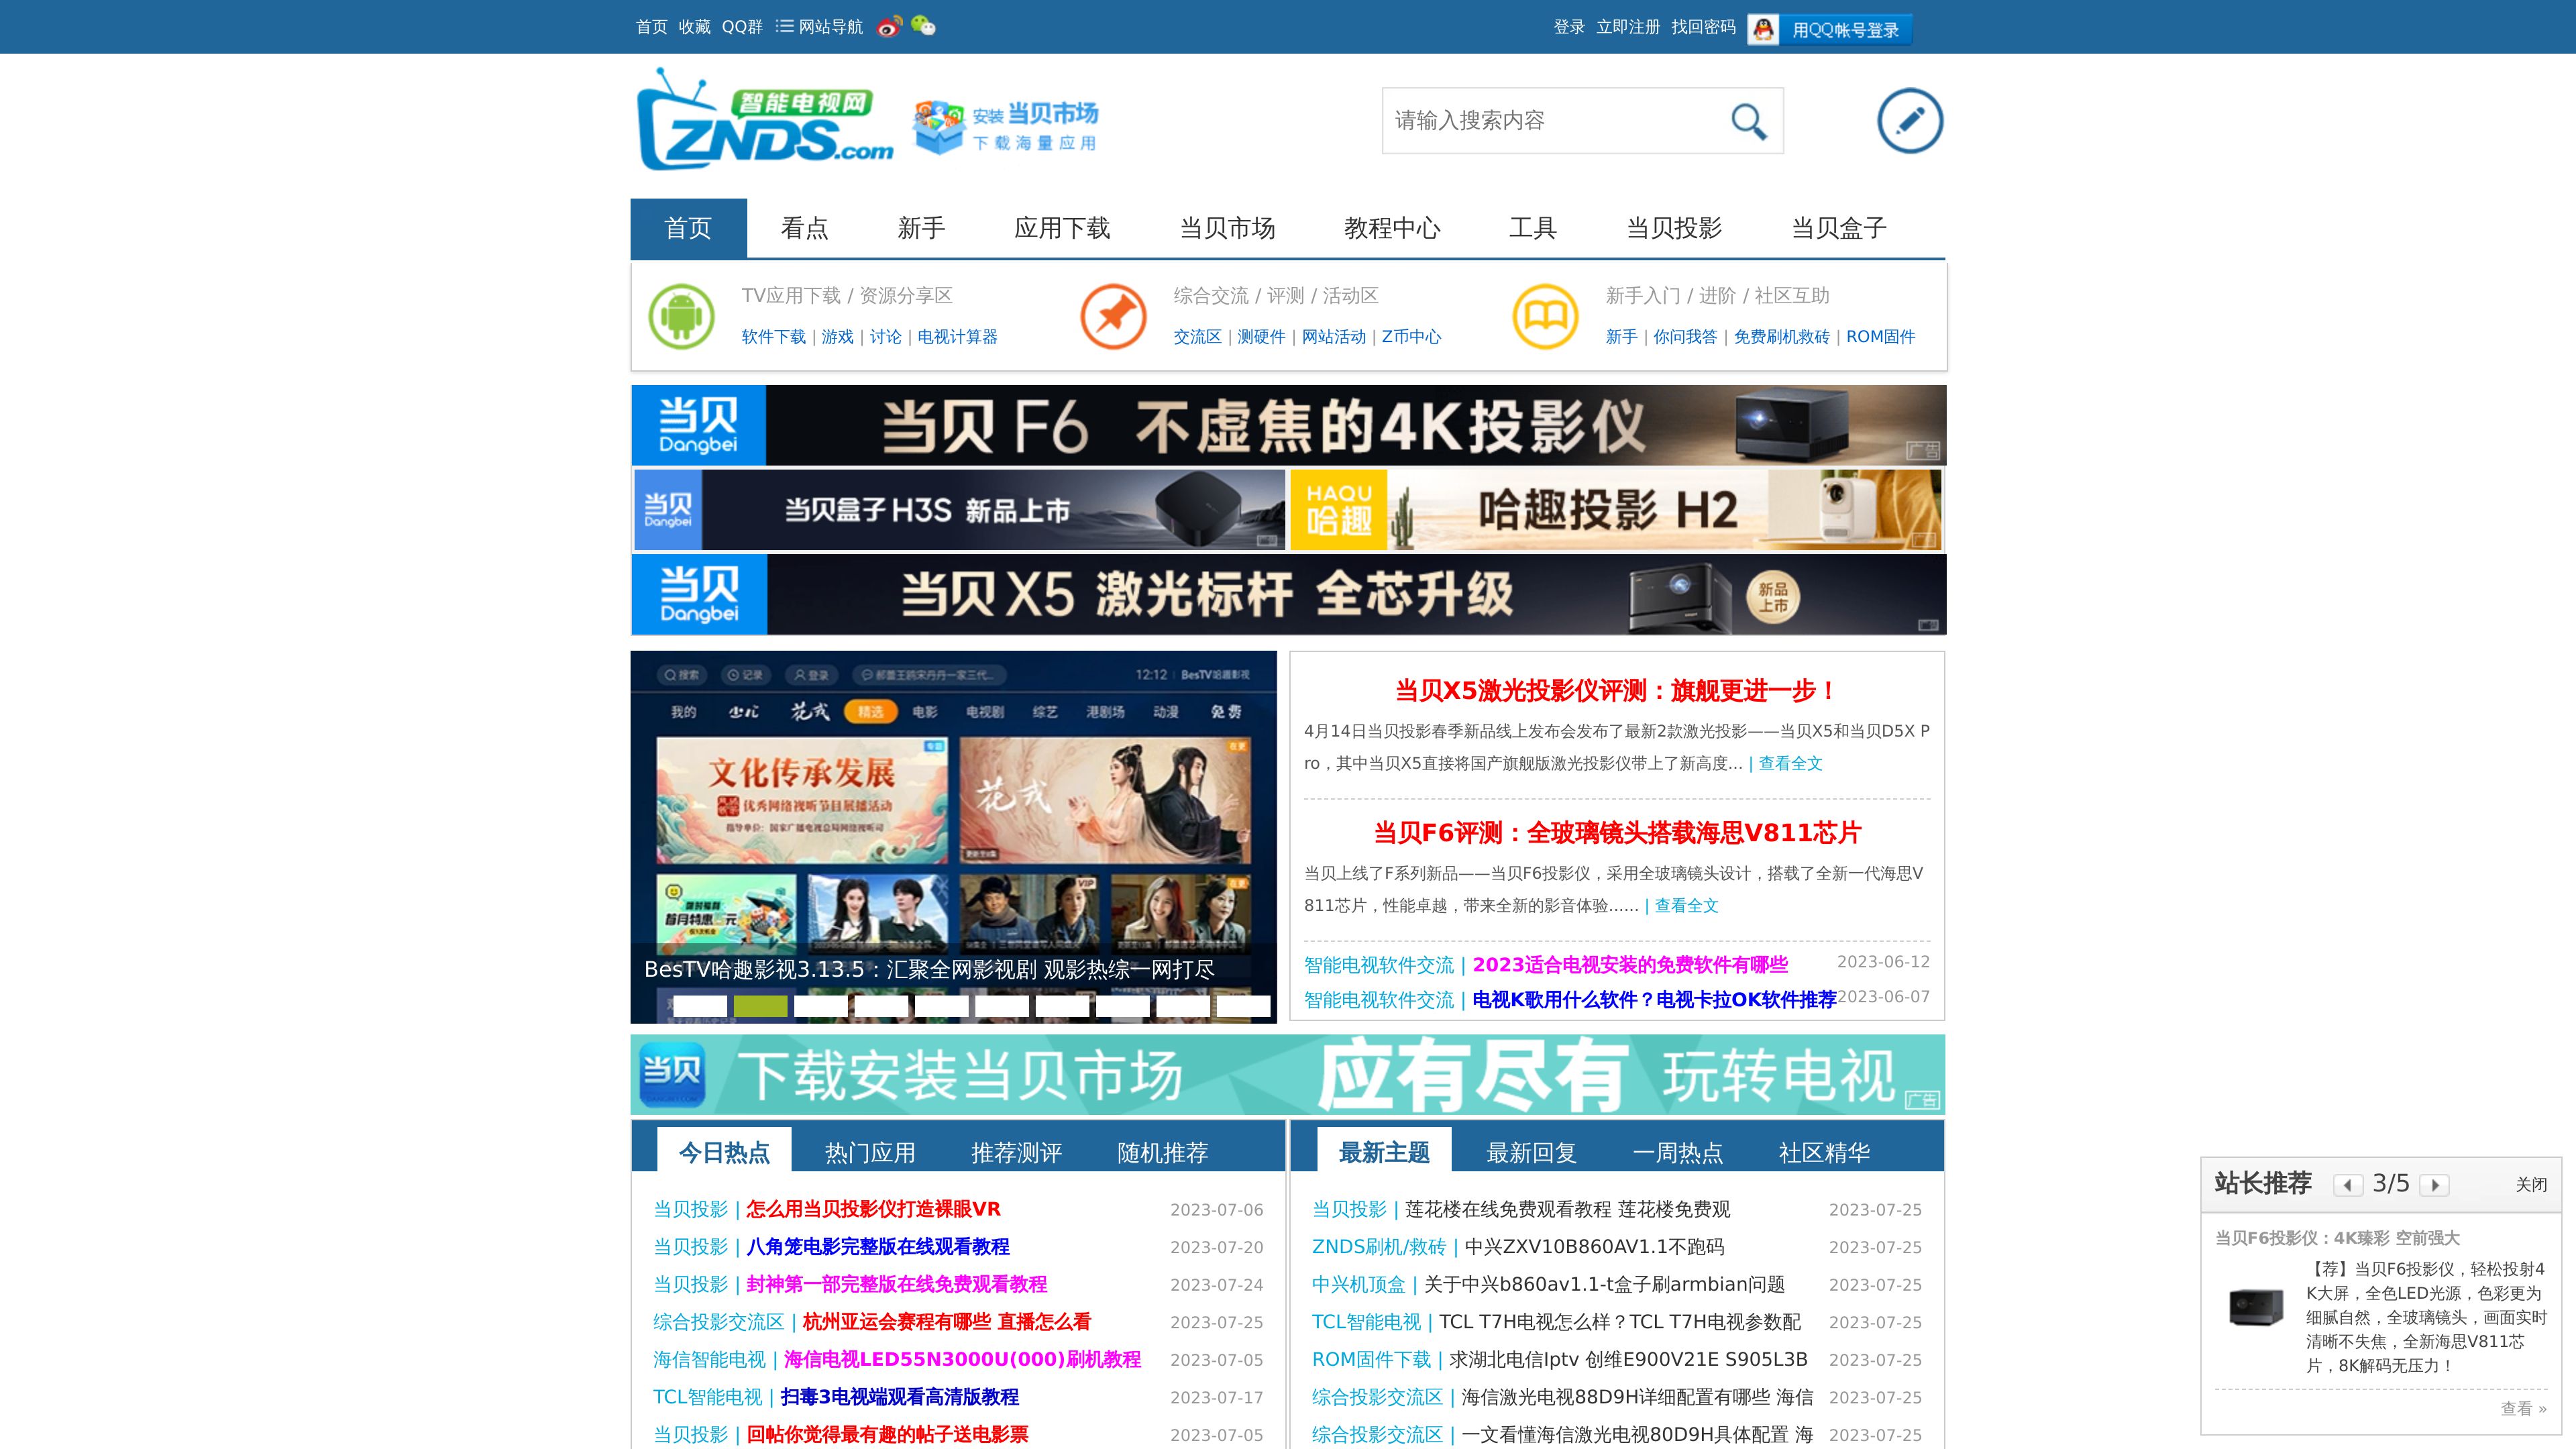 首页 收藏 QQ群 网站导航
登录 立即注册 找回密码 用QQ帐号登录
智能电视网
ZNDS.com
安装 当贝市场
下载海量应用
请输入搜索内容
首页 看点 新手 应用下载 当贝市场 教程中心 工具 当贝投影 当贝盒子
TV应用下载 / 资源分享区
软件下载 | 游戏 | 讨论 | 电视计算器
综合交流 / 评测 / 活动区
交流区 | 测硬件 | 网站活动 | Z币中心
新手入门 / 进阶 / 社区互助
新手 | 你问我答 | 免费刷机救砖 | ROM固件
当贝 Dangbei 当贝 F6 不虚焦的4K投影仪 广告
当贝 Dangbei 当贝盒子 H3S 新品上市
HAQU 哈趣 哈趣投影 H2
当贝 Dangbei 当贝 X5 激光标杆 全芯升级 新品上市
搜索 记录 登录
12:12 BesTV哈趣影视
我的 少儿 花戎 精选 电影 电视剧 综艺 港剧场 动漫 免费
文化传承发展
优秀网络视听节目展播活动
指导单位：国家广播电视总局网络视听司
花戎
VIP
BesTV哈趣影视3.13.5：汇聚全网影视剧 观影热综一网打尽
当贝X5激光投影仪评测：旗舰更进一步！
4月14日当贝投影春季新品线上发布会发布了最新2款激光投影——当贝X5和当贝D5X P
ro，其中当贝X5直接将国产旗舰版激光投影仪带上了新高度... | 查看全文
当贝F6评测：全玻璃镜头搭载海思V811芯片
当贝上线了F系列新品——当贝F6投影仪，采用全玻璃镜头设计，搭载了全新一代海思V
811芯片，性能卓越，带来全新的影音体验...... | 查看全文
智能电视软件交流 | 2023适合电视安装的免费软件有哪些 2023-06-12
智能电视软件交流 | 电视K歌用什么软件？电视卡拉OK软件推荐 2023-06-07
当贝 下载安装当贝市场 应有尽有 玩转电视 广告
今日热点 热门应用 推荐测评 随机推荐
当贝投影 | 怎么用当贝投影仪打造裸眼VR 2023-07-06
当贝投影 | 八角笼电影完整版在线观看教程 2023-07-20
当贝投影 | 封神第一部完整版在线免费观看教程 2023-07-24
综合投影交流区 | 杭州亚运会赛程有哪些 直播怎么看 2023-07-25
海信智能电视 | 海信电视LED55N3000U(000)刷机教程 2023-07-05
TCL智能电视 | 扫毒3电视端观看高清版教程 2023-07-17
当贝投影 | 回帖你觉得最有趣的帖子送电影票 2023-07-05
最新主题 最新回复 一周热点 社区精华
当贝投影 | 莲花楼在线免费观看教程 莲花楼免费观 2023-07-25
ZNDS刷机/救砖 | 中兴ZXV10B860AV1.1不跑码 2023-07-25
中兴机顶盒 | 关于中兴b860av1.1-t盒子刷armbian问题 2023-07-25
TCL智能电视 | TCL T7H电视怎么样？TCL T7H电视参数配 2023-07-25
ROM固件下载 | 求湖北电信Iptv 创维E900V21E S905L3B 2023-07-25
综合投影交流区 | 海信激光电视88D9H详细配置有哪些 海信 2023-07-25
综合投影交流区 | 一文看懂海信激光电视80D9H具体配置 海 2023-07-25
站长推荐 3/5 关闭
当贝F6投影仪：4K臻彩 空前强大
【荐】当贝F6投影仪，轻松投射4
K大屏，全色LED光源，色彩更为
细腻自然，全玻璃镜头，画面实时
清晰不失焦，全新海思V811芯
片，8K解码无压力！
查看 »